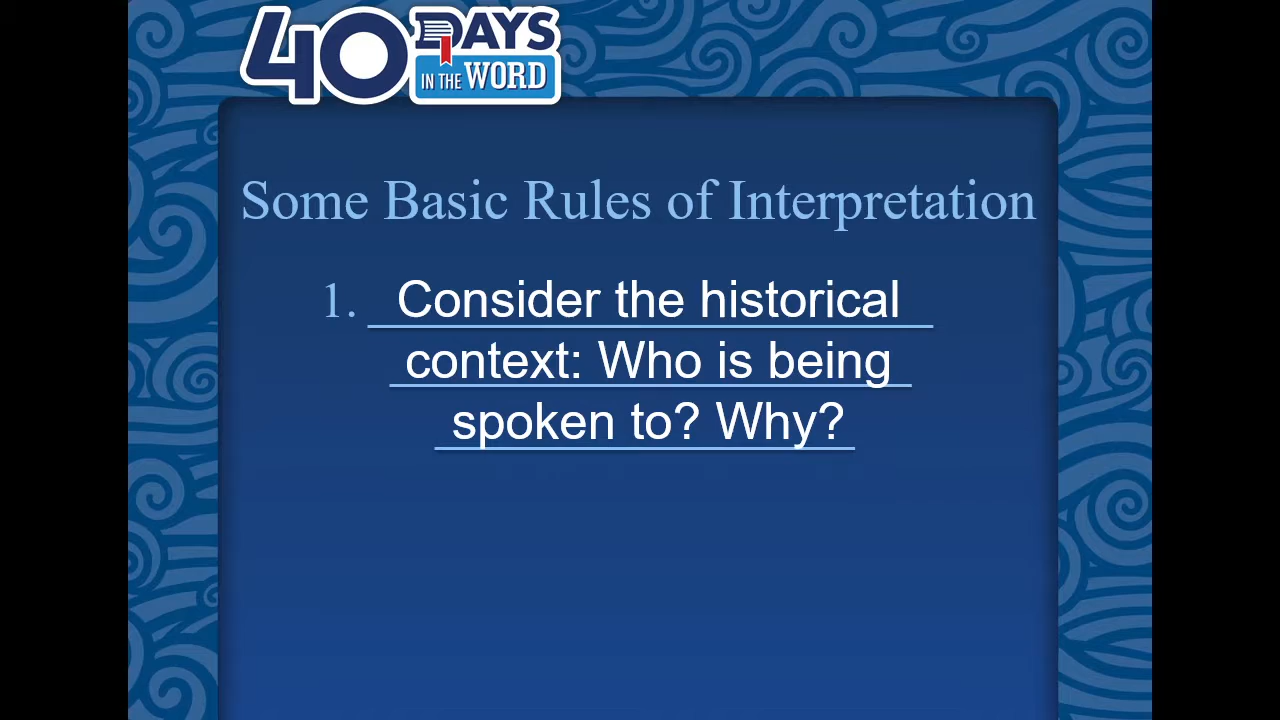 40 DAYS
IN THE WORD
Some Basic Rules of Interpretation
1. Consider the historical
context: Who is being
spoken to? Why?